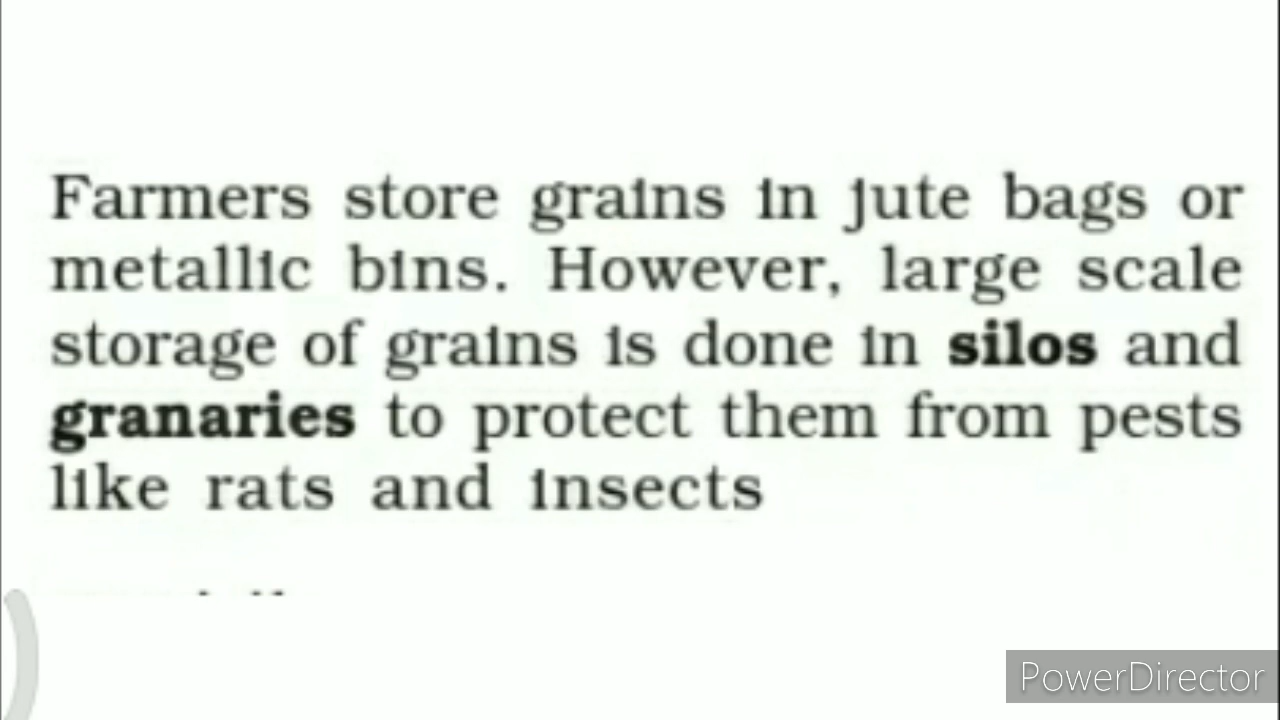 Farmers store grains in jute bags or
metallic bins. However, large scale
storage of grains is done in silos and
granaries to protect them from pests
like rats and insects
PowerDirector